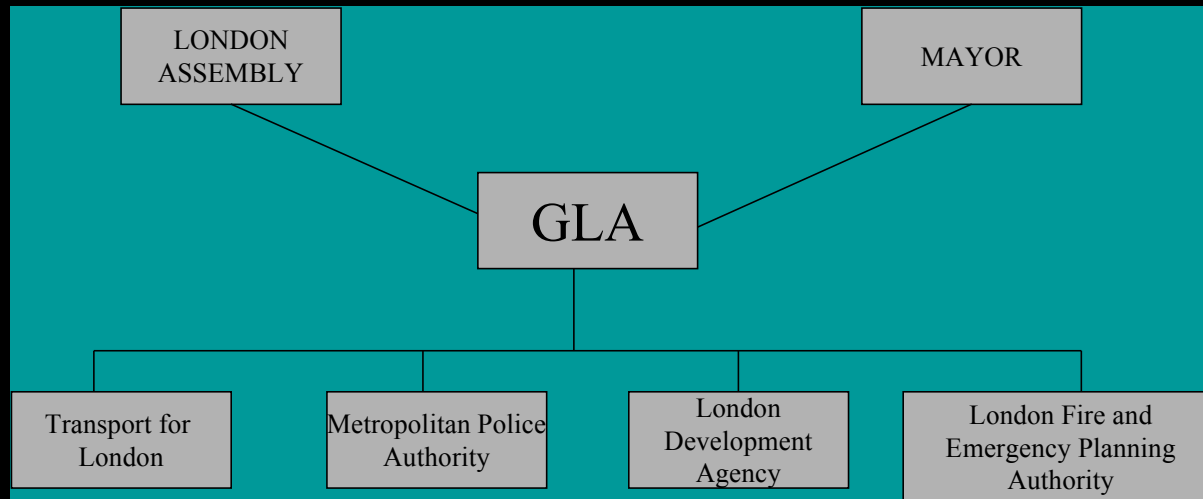 LONDON
ASSEMBLY
MAYOR
GLA
Transport for
London
Metropolitan Police
Authority
London
Development
Agency
London Fire and
Emergency Planning
Authority